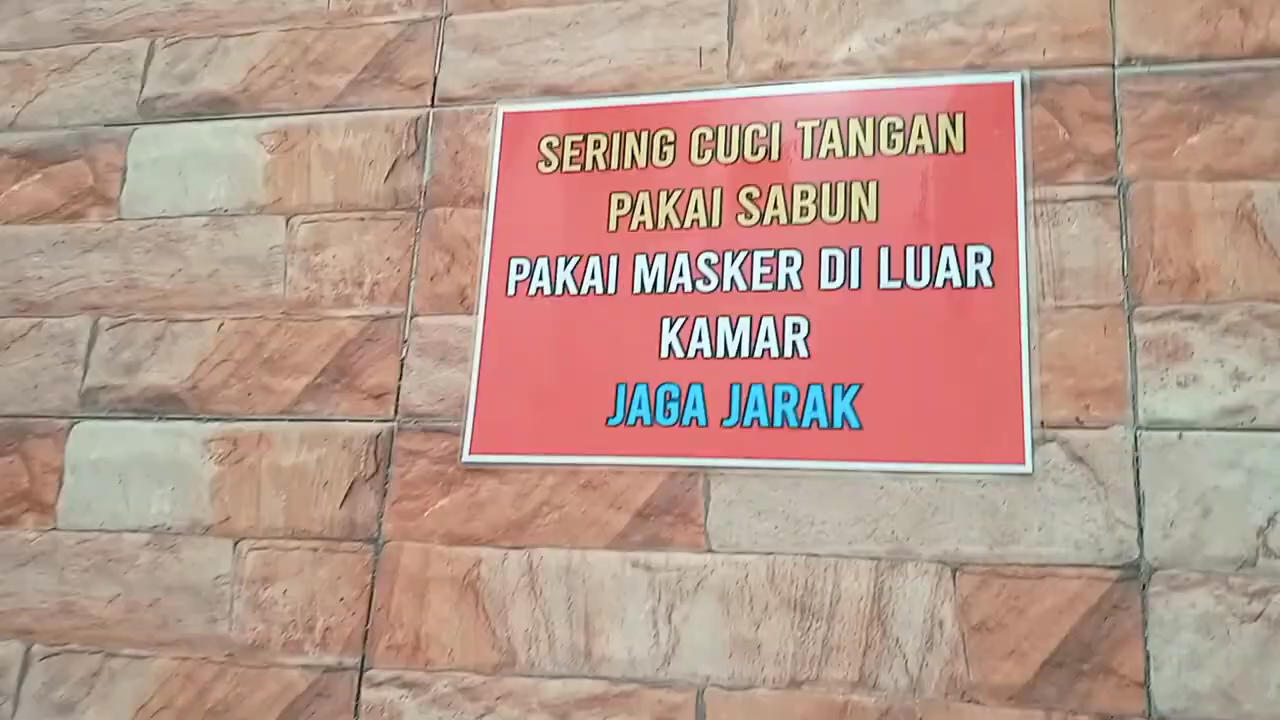 SERING CUCI TANGAN
PAKAI SABUN
PAKAI MASKER DI LUAR
KAMAR
JAGA JARAK